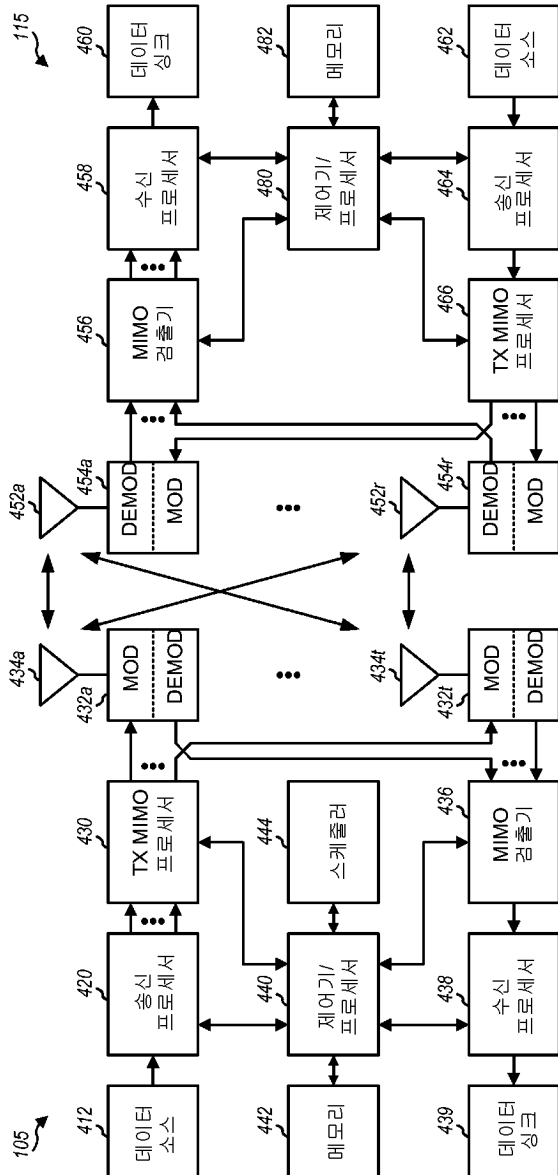 105
115
412
데이터
소스
420
송신
프로세서
430
TX MIMO
프로세서
432a
MOD
DEMOD
434a
452a
454a
DEMOD
MOD
456
MIMO
검출기
458
수신
프로세서
460
데이터
싱크
442
메모리
440
제어기/
프로세서
444
스케줄러
480
제어기/
프로세서
482
메모리
439
데이터
싱크
438
수신
프로세서
436
MIMO
검출기
432t
MOD
DEMOD
434t
452r
454r
DEMOD
MOD
466
TX MIMO
프로세서
464
송신
프로세서
462
데이터
소스